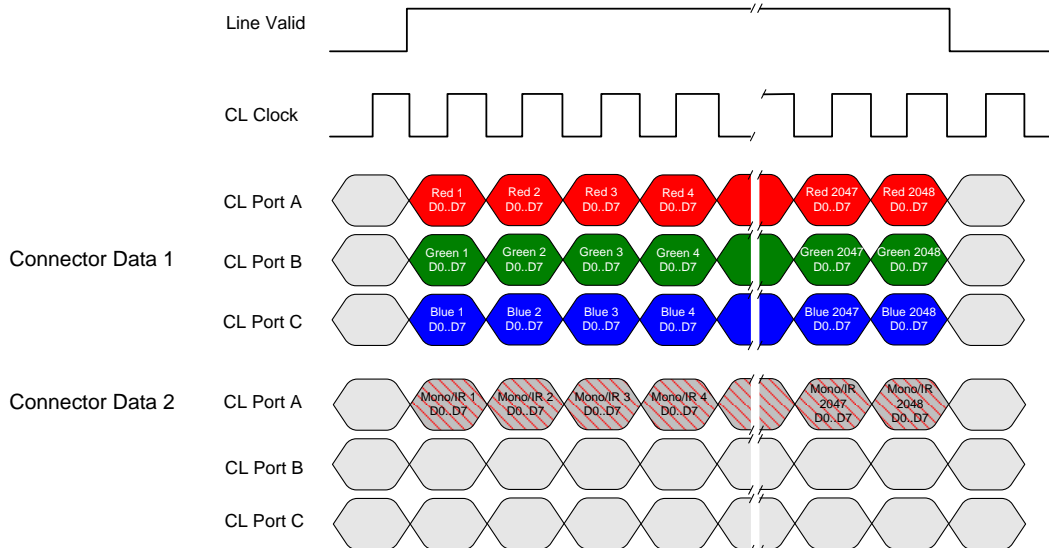 Line Valid
CL Clock
CL Port A
Red 1
D0..D7
Red 2
D0..D7
Red 3
D0..D7
Red 4
D0..D7
Red 2047
D0..D7
Red 2048
D0..D7
Connector Data 1
CL Port B
Green 1
D0..D7
Green 2
D0..D7
Green 3
D0..D7
Green 4
D0..D7
Green 2047
D0..D7
Green 2048
D0..D7
CL Port C
Blue 1
D0..D7
Blue 2
D0..D7
Blue 3
D0..D7
Blue 4
D0..D7
Blue 2047
D0..D7
Blue 2048
D0..D7
Connector Data 2
CL Port A
Mono/IR 1
D0..D7
Mono/IR 2
D0..D7
Mono/IR 3
D0..D7
Mono/IR 4
D0..D7
Mono/IR
2047
D0..D7
Mono/IR
2048
D0..D7
CL Port B
CL Port C